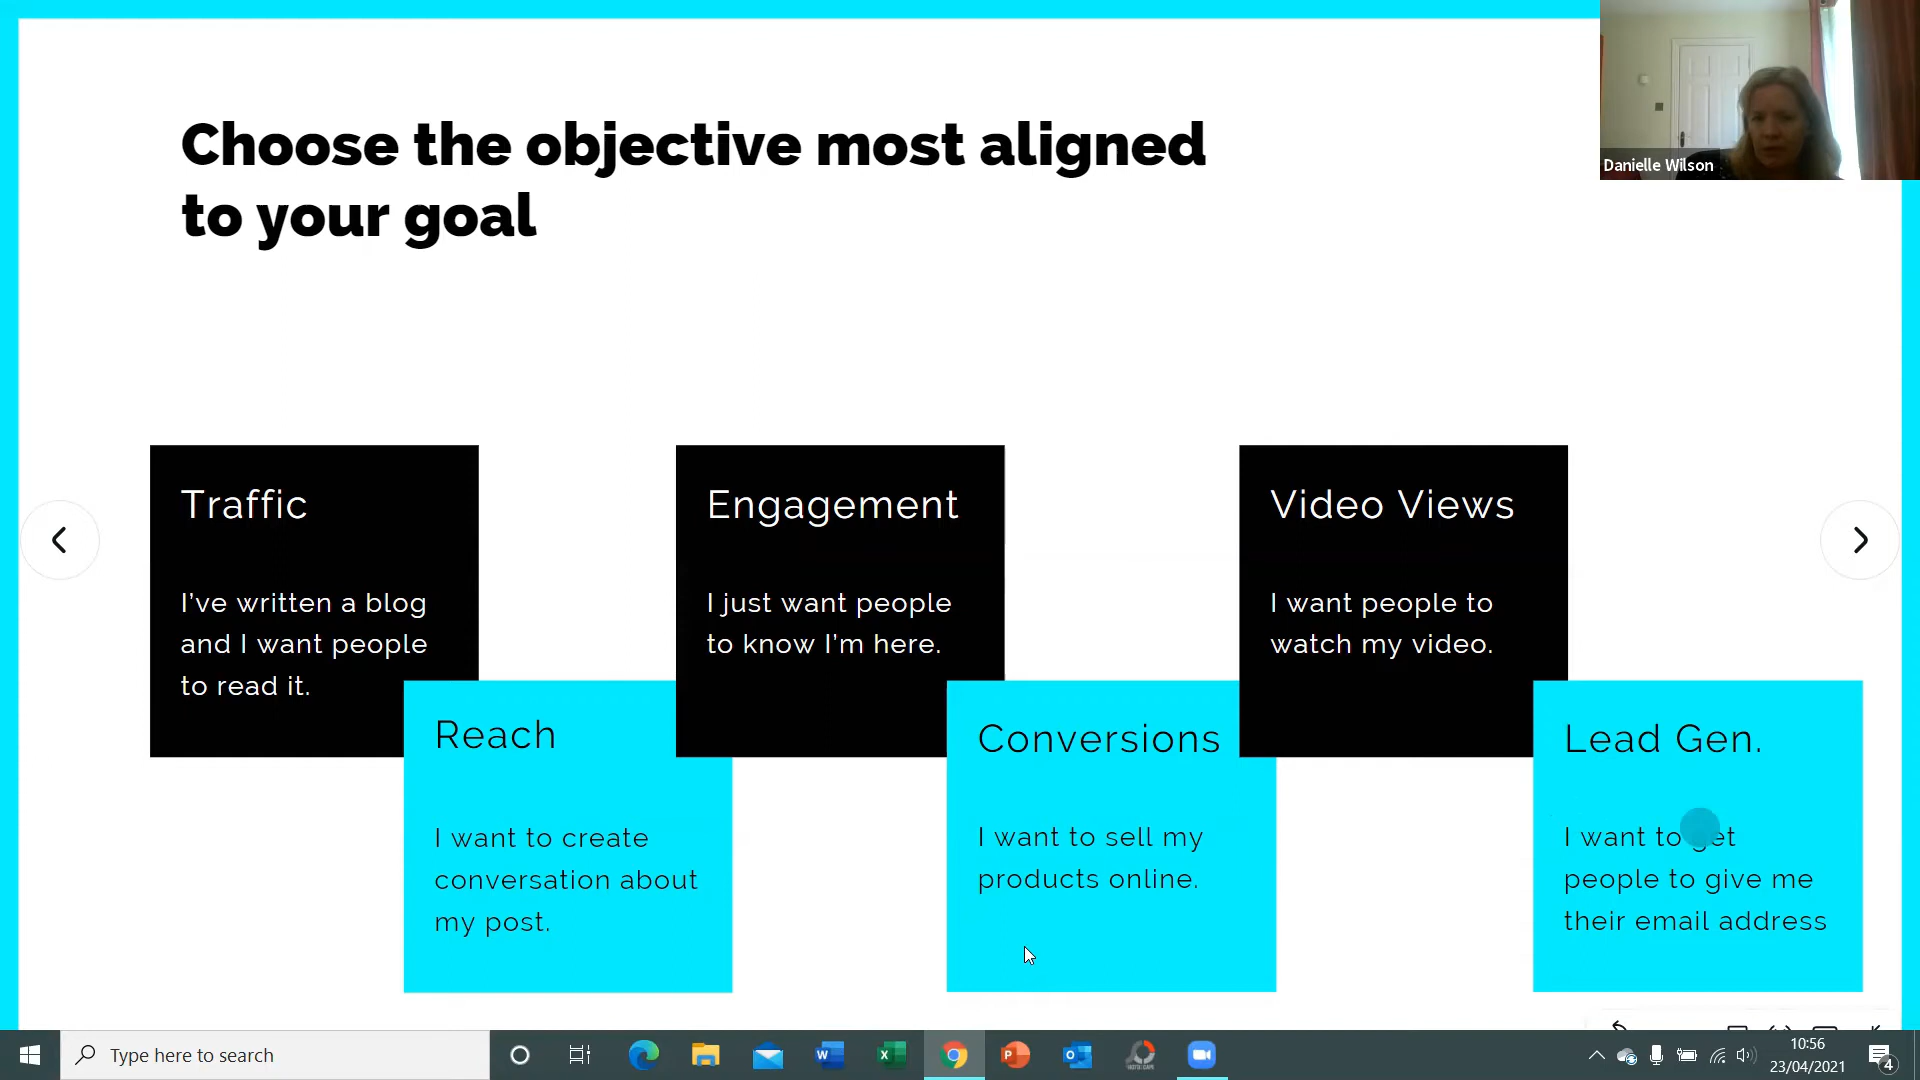 Choose the objective most aligned
to your goal
Danielle Wilson
Traffic
I've written a blog
and I want people
to read it.
Reach
I want to create
conversation about
my post.
Engagement
I just want people
to know I'm here.
Conversions
I want to sell my
products online.
Video Views
I want people to
watch my video.
Lead Gen.
I want to get
people to give me
their email address
Type here to search
10:56
23/04/2021
4